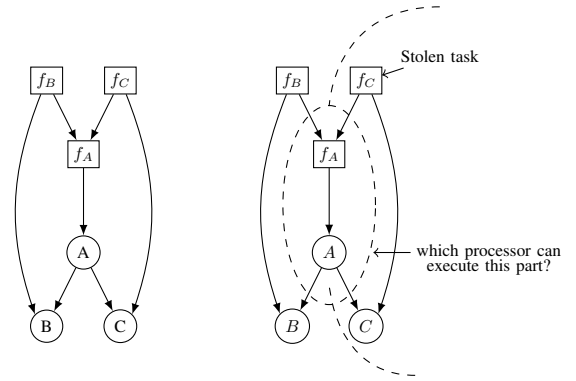 f_B f_C f_B f_C Stolen task
f_A f_A
A A which processor can
execute this part?
B C B C